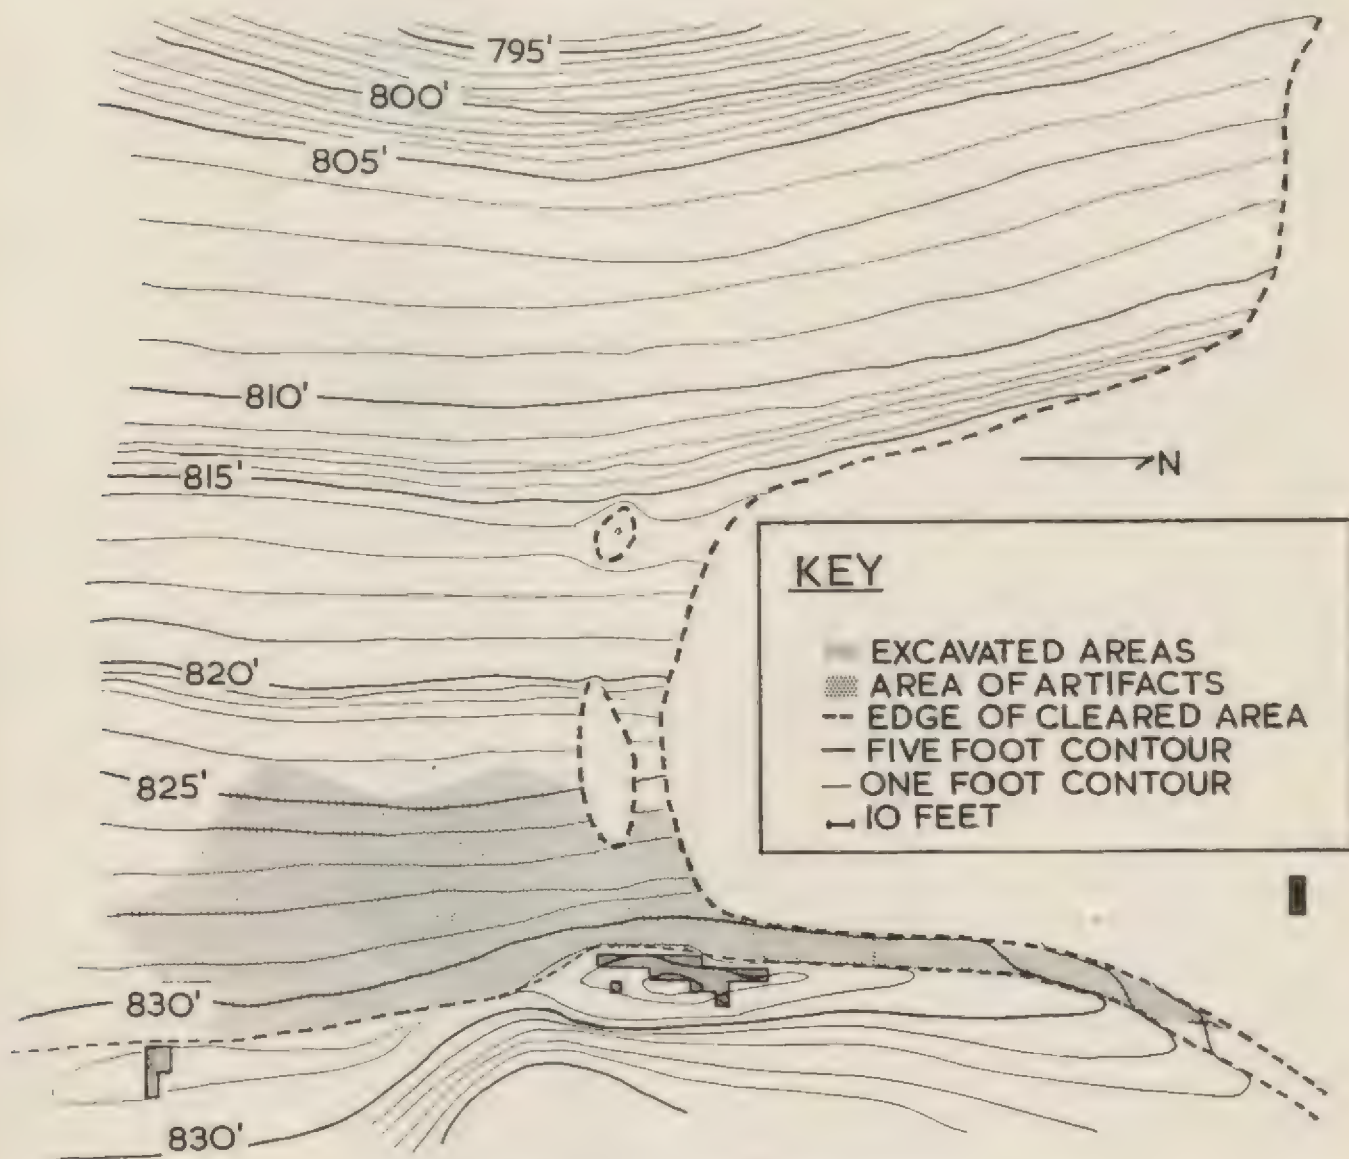 795'
800'
805'
810'
815'
N
KEY
EXCAVATED AREAS
820'
AREA OF ARTIFACTS
EDGE OF CLEARED AREA
FIVE FOOT CONTOUR
825'
ONE FOOT CONTOUR
10 FEET
830'
830'